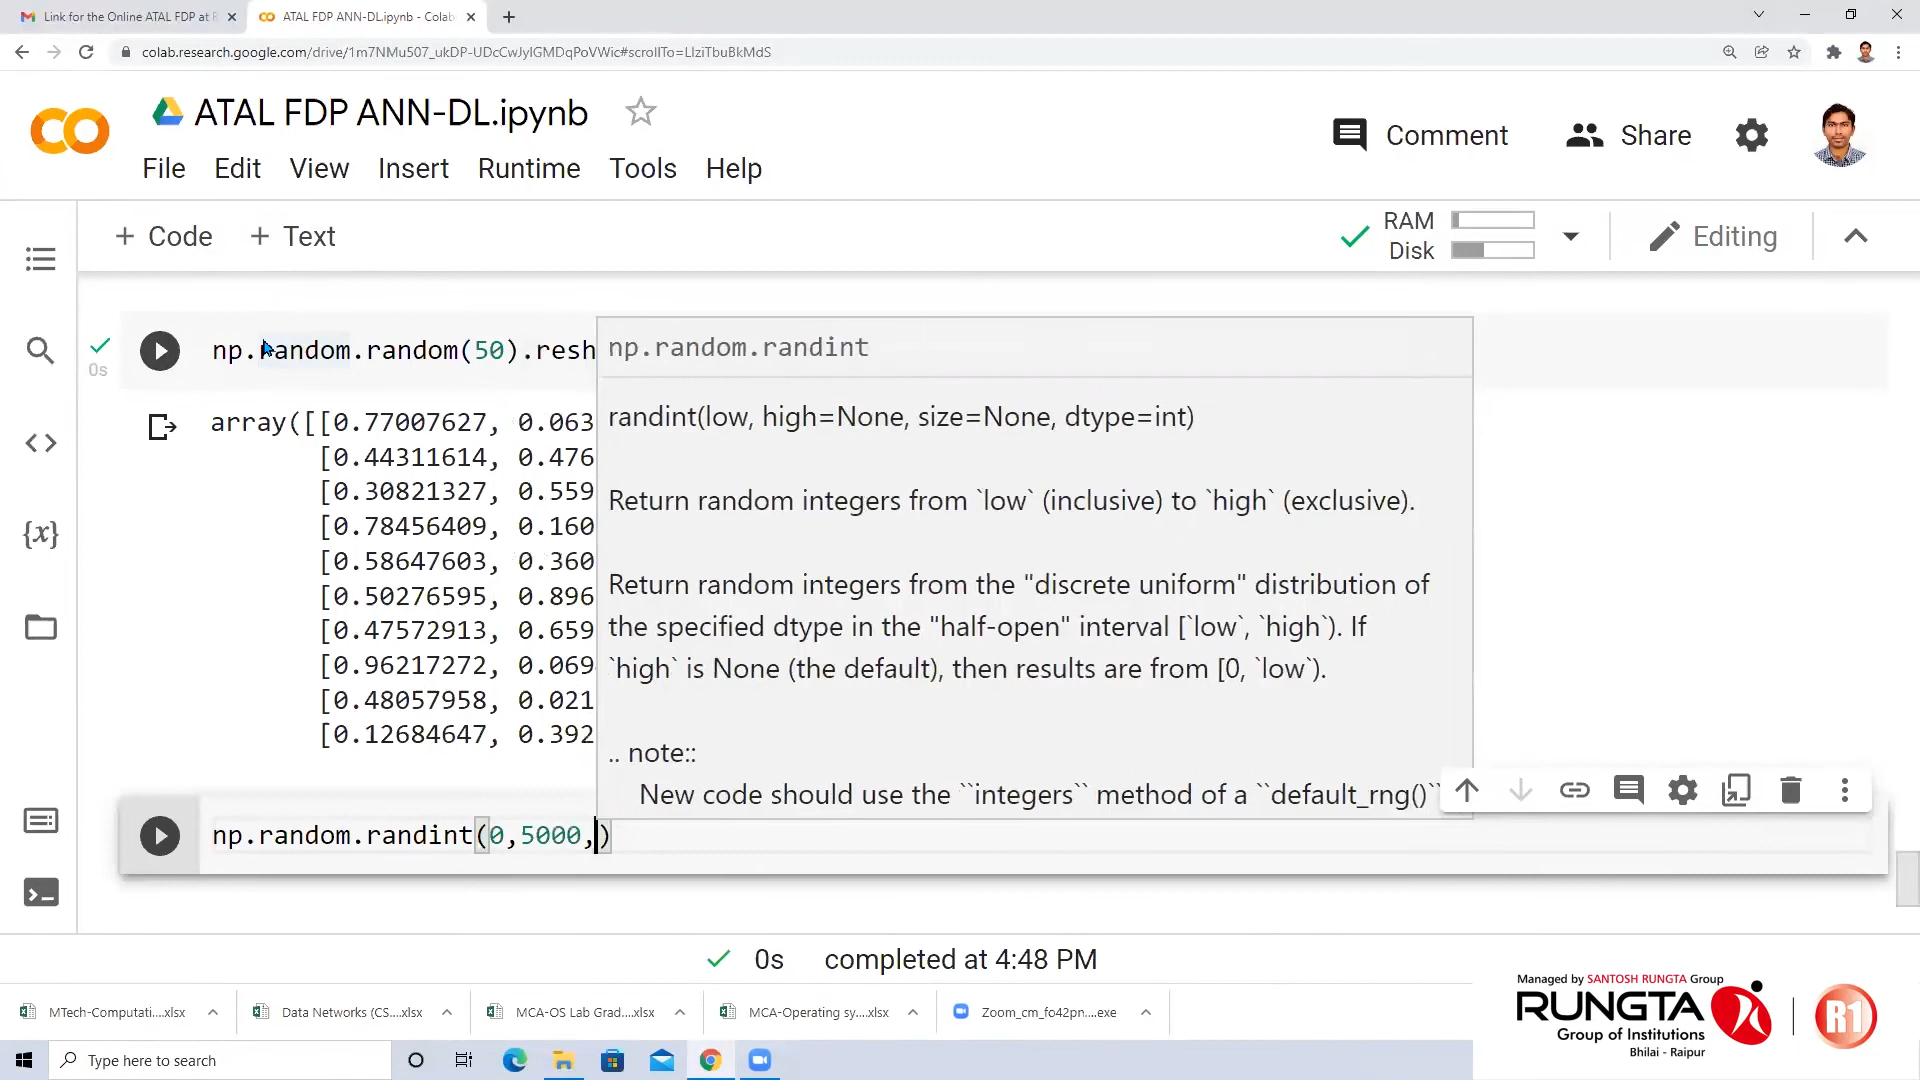 Link for the Online ATAL FDP at R
ATAL FDP ANN-DL.ipynb - Colab
colab.research.google.com/drive/1m7NMu507_ukDP-UDcCwJyIGMDqPoVWic#scrollTo=LlziTbuBkMdS
ATAL FDP ANN-DL.ipynb
Comment
Share
File Edit View Insert Runtime Tools Help
+ Code + Text
RAM
Disk
Editing
np.random.random(50).resh
0s
array([[0.77007627, 0.063
[0.44311614, 0.476
[0.30821327, 0.559
[0.78456409, 0.160
[0.58647603, 0.360
[0.50276595, 0.896
[0.47572913, 0.659
[0.96217272, 0.069
[0.48057958, 0.021
[0.12684647, 0.392
np.random.randint
randint(low, high=None, size=None, dtype=int)
Return random integers from `low` (inclusive) to `high` (exclusive).
Return random integers from the "discrete uniform" distribution of
the specified dtype in the "half-open" interval [`low`, `high`). If
`high` is None (the default), then results are from [0, `low`).
.. note::
New code should use the ``integers`` method of a ``default_rng()``
np.random.randint(0,5000,)
0s completed at 4:48 PM
MTech-Computati....xlsx
Data Networks (CS....xlsx
MCA-OS Lab Grad....xlsx
MCA-Operating sy....xlsx
Zoom_cm_fo42pn....exe
Type here to search
Managed by SANTOSH RUNGTA Group
RUNGTA
Group of Institutions
Bhilai - Raipur
R1